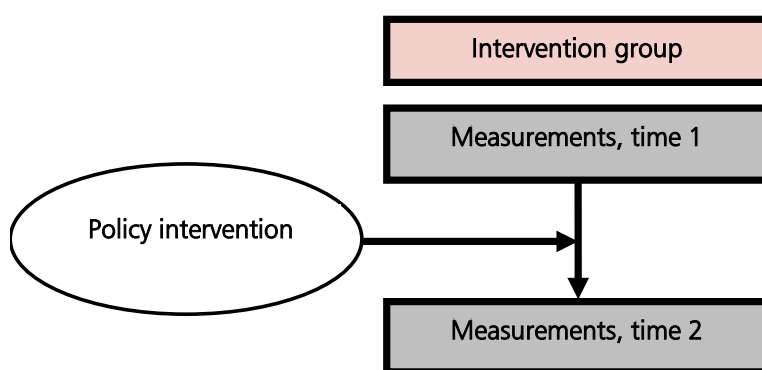 Intervention group
Measurements, time 1
Policy intervention
Measurements, time 2